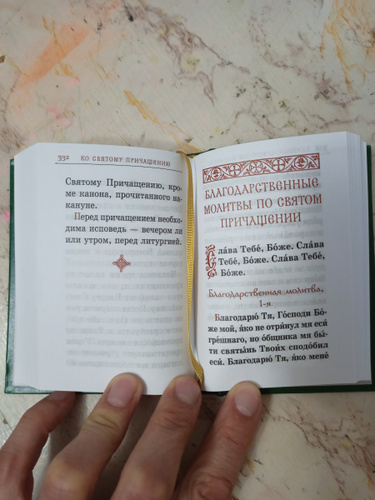 332 КО СВЯТОМУ ПРИЧАЩЕНИЮ
Святому Причащению, кро-
ме канона, прочитанного на-
кануне.
Перед причащением необхо-
дима исповедь — вечером ли
или утром, перед литургией.
БЛАГОДАРСТВЕННЫЕ
МОЛИТВЫ ПО СВЯТОМ
ПРИЧАЩЕНИИ
Сла́ва Тебе́, Бо́же. Сла́ва
Тебе́, Бо́же. Сла́ва Тебе́,
Бо́же.
Благодарственная молитва,
1-я
Благодарю́ Тя, Го́споди Бо́-
же мой, я́ко не отри́нул мя еси́
гре́шнаго, но о́бщника мя бы́-
ти святы́нь Твои́х сподо́бил
еси́. Благодарю́ Тя, я́ко мене́